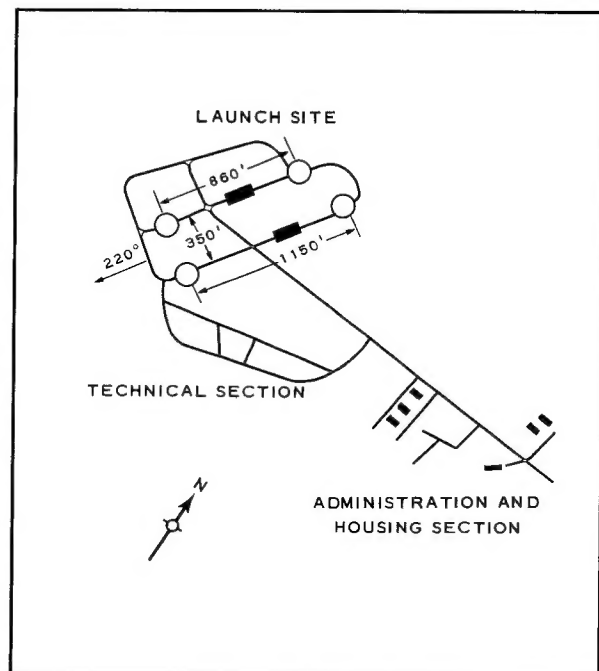 LAUNCH SITE
860'
350'
220°
1150'
TECHNICAL SECTION
N
ADMINISTRATION AND
HOUSING SECTION